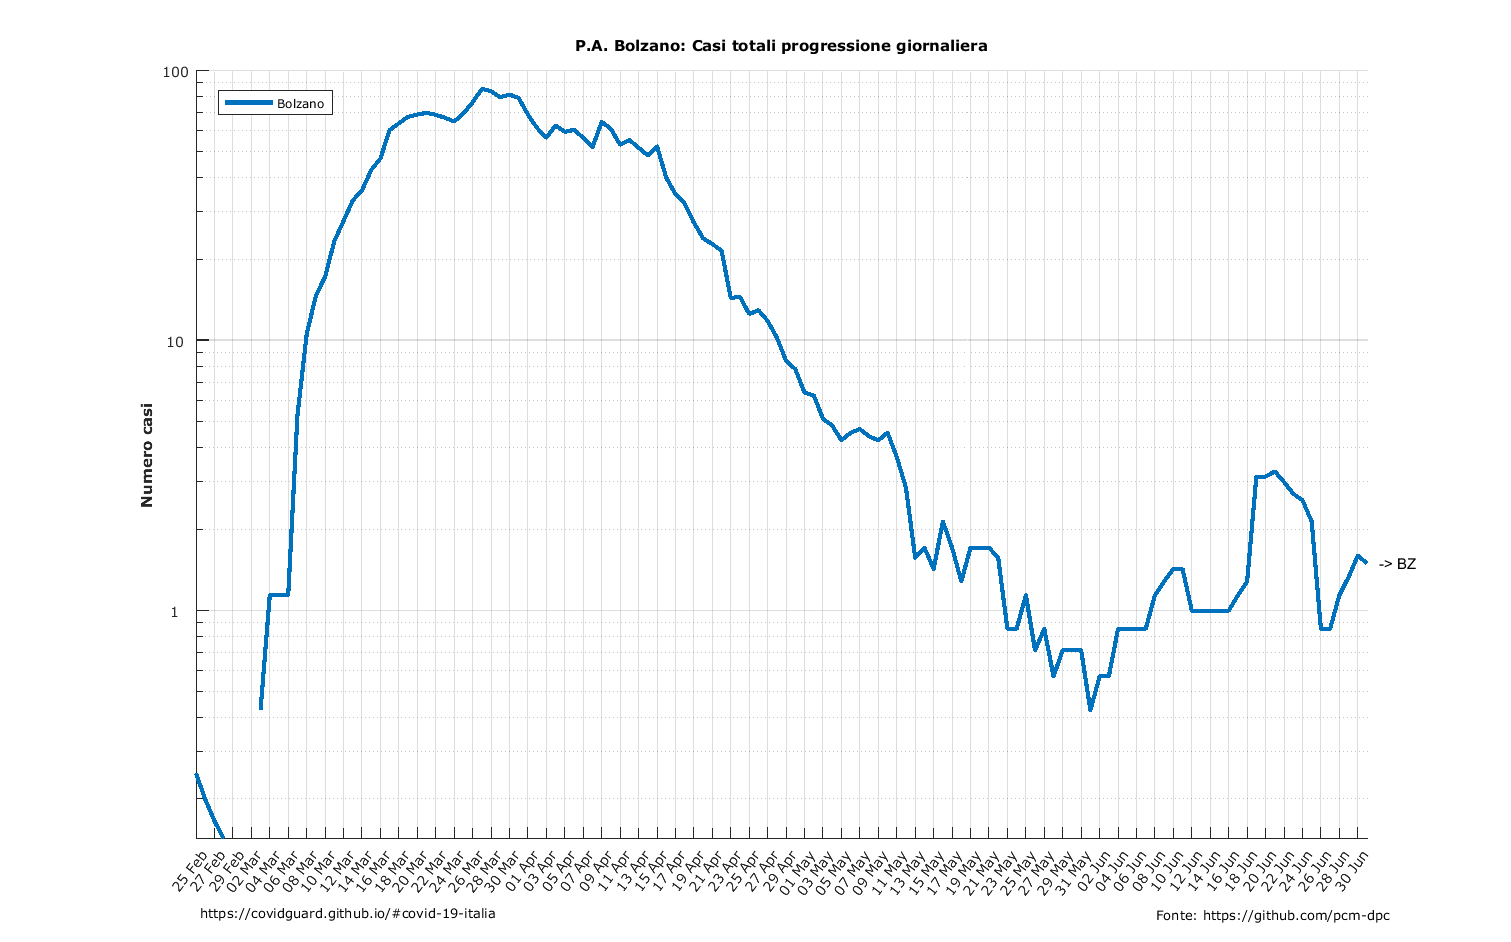 P.A. Bolzano: Casi totali progressione giornaliera
100
10
1
Numero casi
Bolzano
-> BZ
25 Feb
27 Feb
29 Feb
02 Mar
04 Mar
06 Mar
08 Mar
10 Mar
12 Mar
14 Mar
16 Mar
18 Mar
20 Mar
22 Mar
24 Mar
26 Mar
28 Mar
30 Mar
01 Apr
03 Apr
05 Apr
07 Apr
09 Apr
11 Apr
13 Apr
15 Apr
17 Apr
19 Apr
21 Apr
23 Apr
25 Apr
27 Apr
29 Apr
01 May
03 May
05 May
07 May
09 May
11 May
13 May
15 May
17 May
19 May
21 May
23 May
25 May
27 May
29 May
31 May
02 Jun
04 Jun
06 Jun
08 Jun
10 Jun
12 Jun
14 Jun
16 Jun
18 Jun
20 Jun
22 Jun
24 Jun
26 Jun
28 Jun
30 Jun
https://covidguard.github.io/#covid-19-italia
Fonte: https://github.com/pcm-dpc